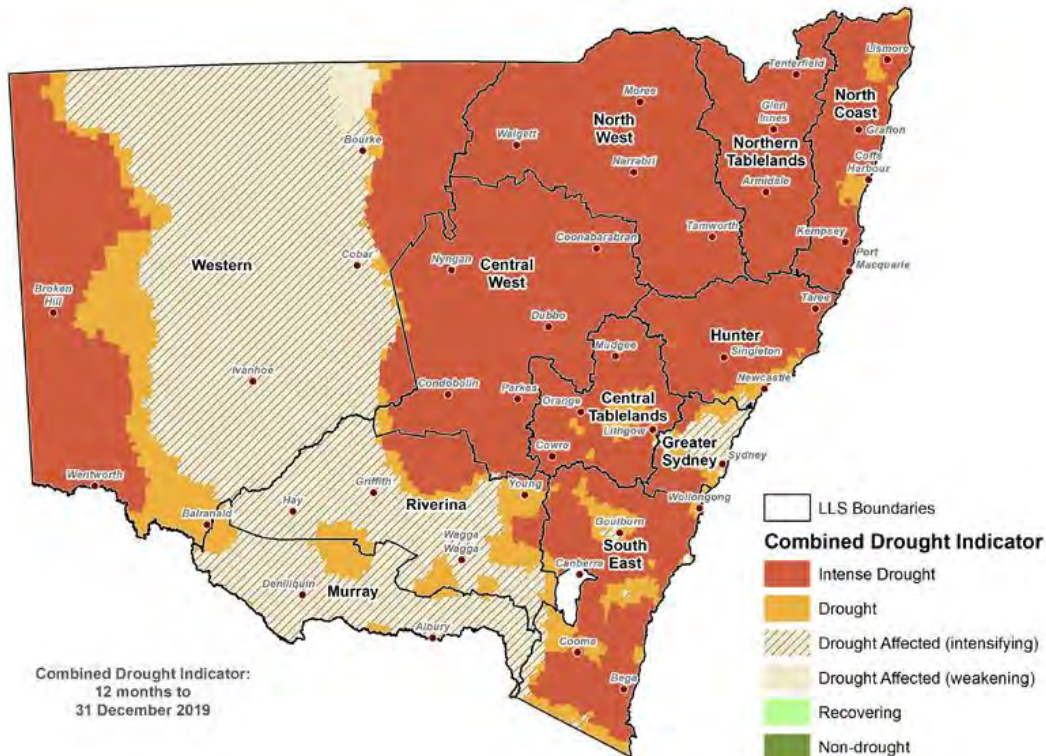 Lismore
Tenterfield
North
Coast
Moree
Glen
Innes
North
West
Grafton
Walgett
Northern
Tablelands
Bourke
Coffs
Harbour
Narrabri
Armidale
Tamworth
Kempsey
Coonabarabran
Port
Macquarie
Western
Cobar
Nyngan
Central
West
Broken
Hill
Taree
Dubbo
Hunter
Mudgee
Singleton
Ivanhoe
Newcastle
Condobolin
Parkes
Central
Tablelands
Orange
Lithgow
Greater
Sydney
Sydney
Cowra
Wentworth
Griffith
Young
Hay
Riverina
Wollongong
Balranald
Goulburn
Wagga
Wagga
South
East
Canberra
Deniliquin
Murray
Albury
Cooma
Bega
Combined Drought Indicator:
12 months to
31 December 2019
LLS Boundaries
Combined Drought Indicator
Intense Drought
Drought
Drought Affected (intensifying)
Drought Affected (weakening)
Recovering
Non-drought